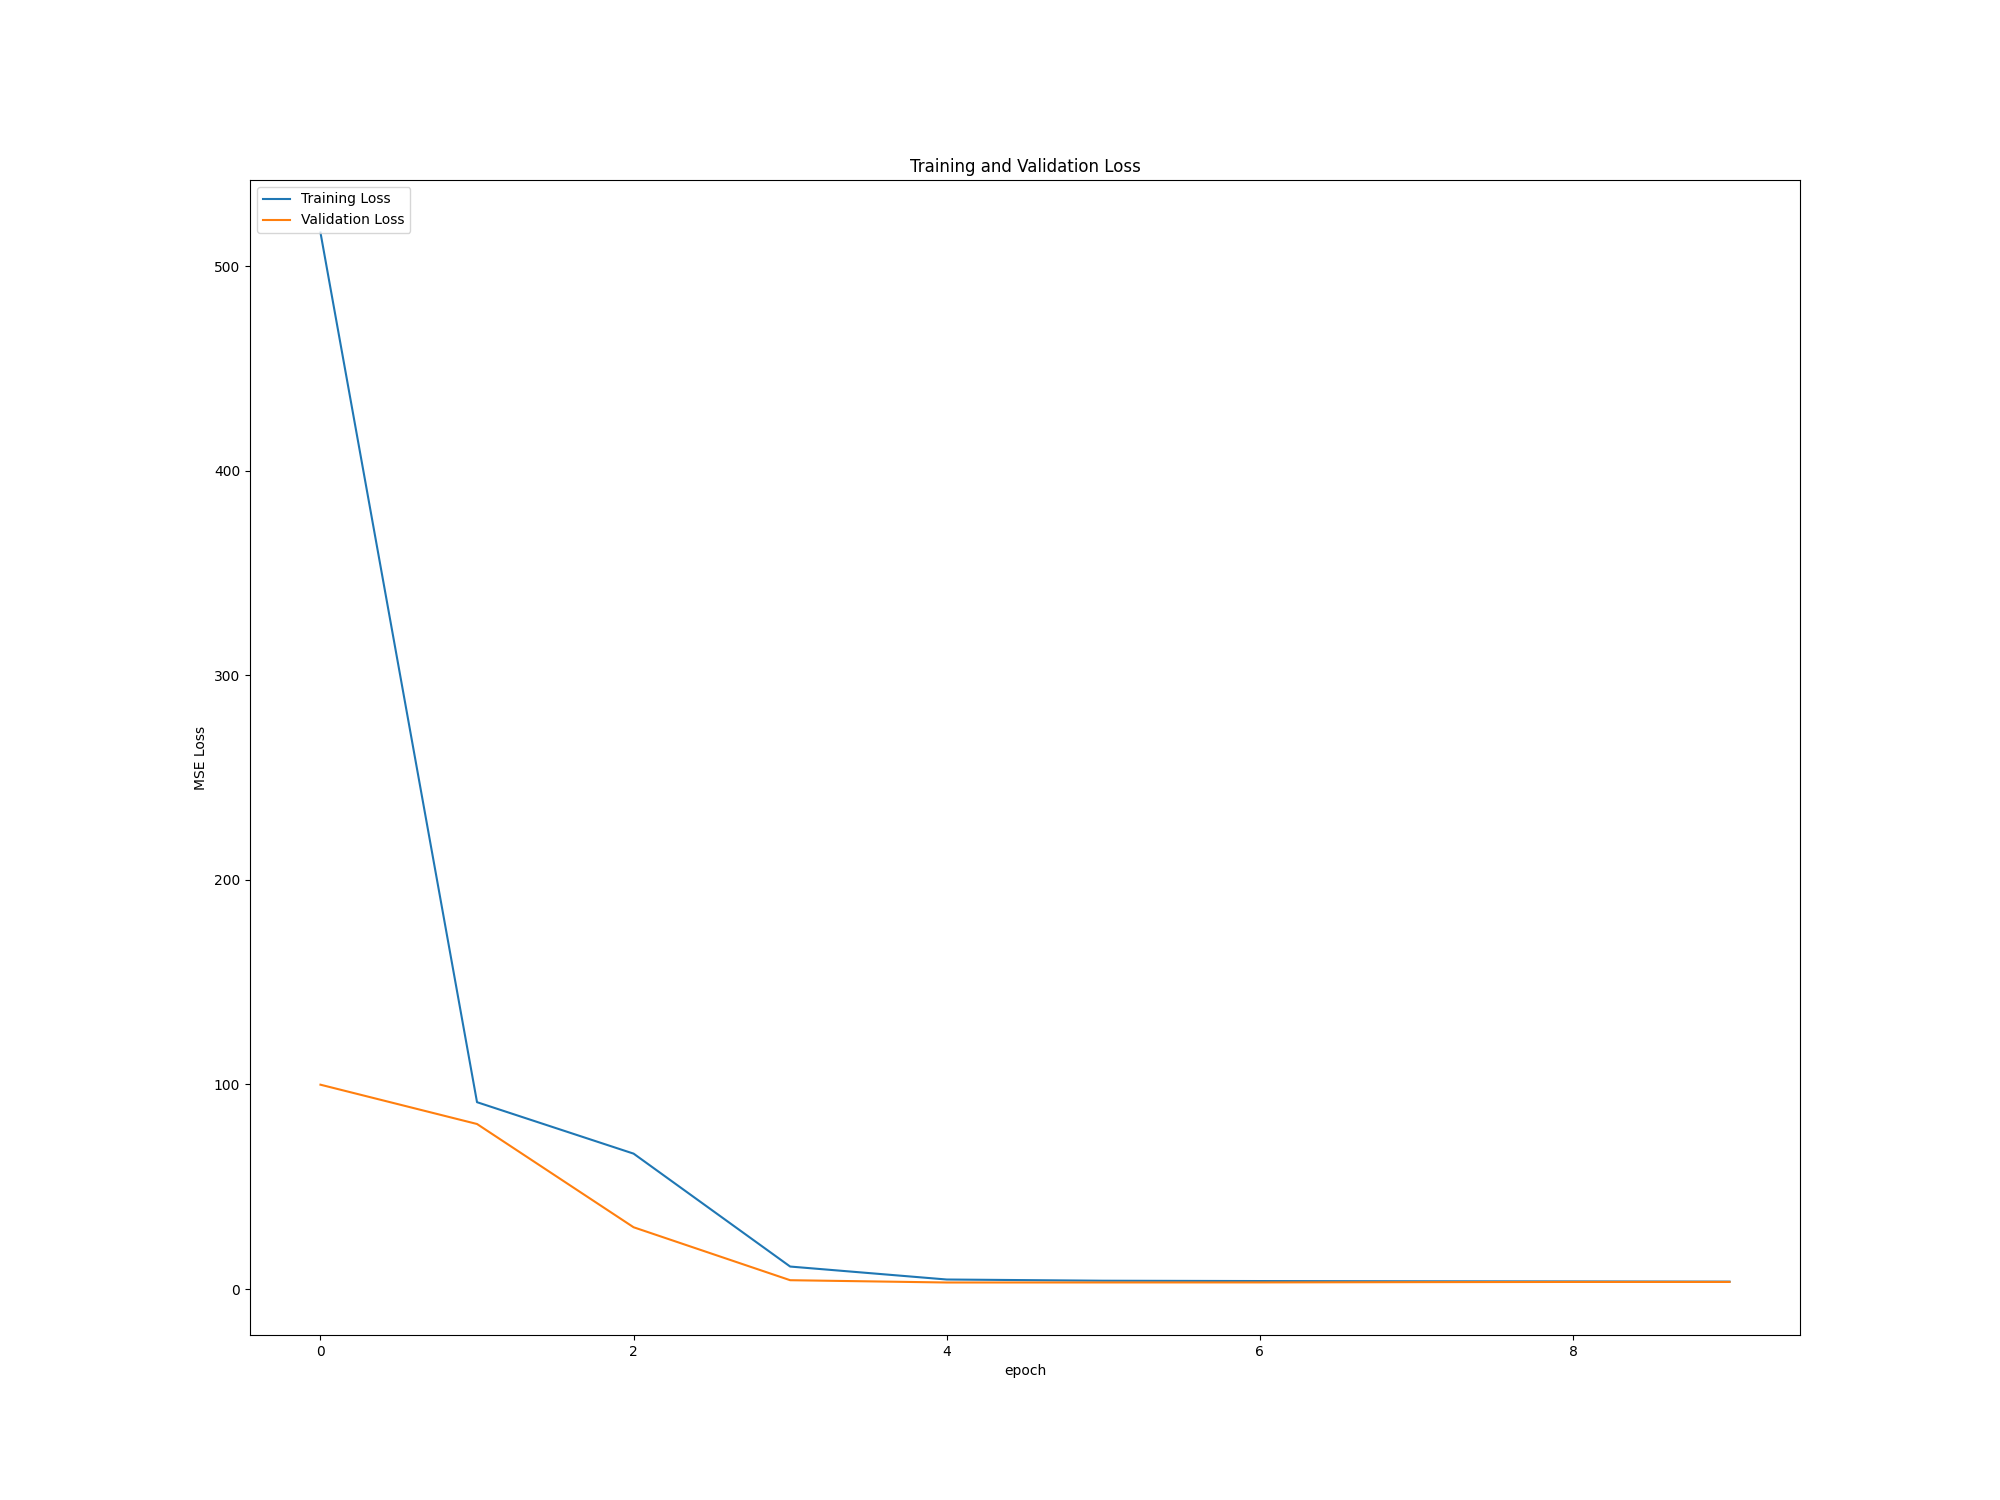 Training and Validation Loss
Training Loss
Validation Loss
500
400
300
200
100
0
MSE Loss
0 2 4 6 8
epoch